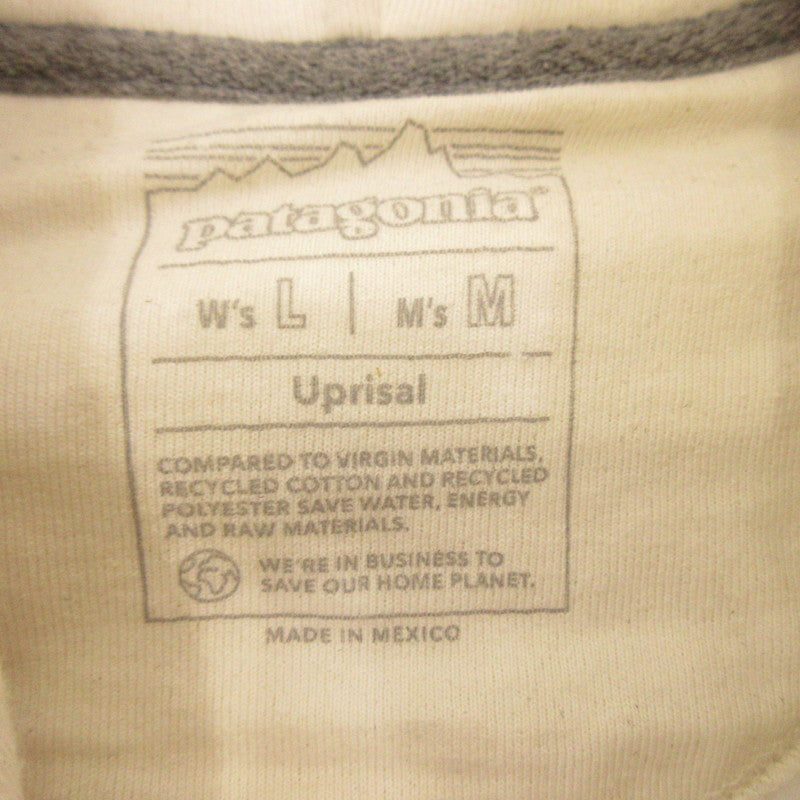 patagonia®
W's L | M's M
Uprisal
COMPARED TO VIRGIN MATERIALS,
RECYCLED COTTON AND RECYCLED
POLYESTER SAVE WATER, ENERGY
AND RAW MATERIALS.
WE'RE IN BUSINESS TO
SAVE OUR HOME PLANET.
MADE IN MEXICO